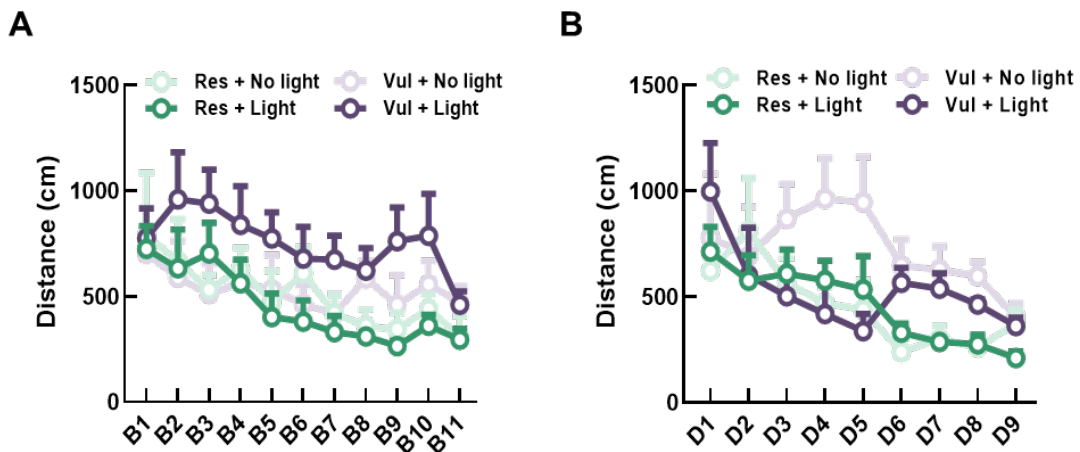 A
Distance (cm)
1500
1000
500
0
Res + No light
Vul + No light
Res + Light
Vul + Light
B1
B2
B3
B4
B5
B6
B7
B8
B9
B10
B11
B
Distance (cm)
1500
1000
500
0
Res + No light
Vul + No light
Res + Light
Vul + Light
D1
D2
D3
D4
D5
D6
D7
D8
D9